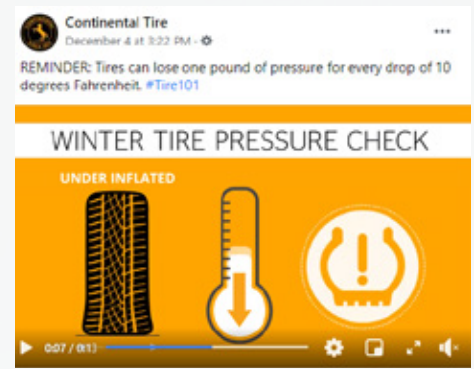 Continental Tire
December 4 at 3:22 PM ·
REMINDER: Tires can lose one pound of pressure for every drop of 10
degrees Fahrenheit. #Tire101
WINTER TIRE PRESSURE CHECK
UNDER INFLATED
0:07 / 0:13